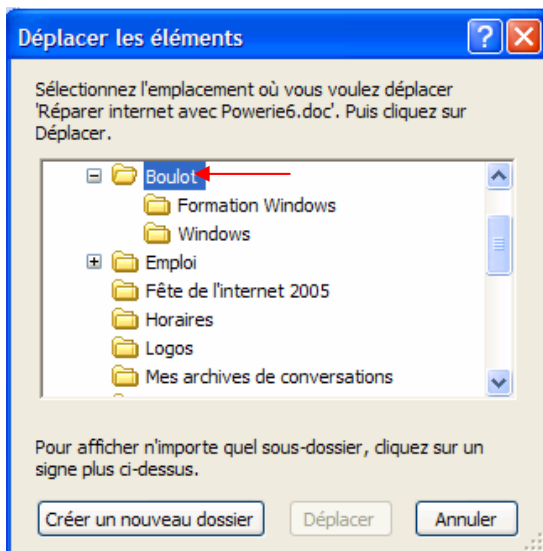 Déplacer les éléments
Sélectionnez l'emplacement où vous voulez déplacer
'Réparer internet avec Powerie6.doc'. Puis cliquez sur
Déplacer.
Boulot
Formation Windows
Windows
Emploi
Fête de l'internet 2005
Horaires
Logos
Mes archives de conversations
Pour afficher n'importe quel sous-dossier, cliquez sur un
signe plus ci-dessus.
Créer un nouveau dossier Déplacer Annuler